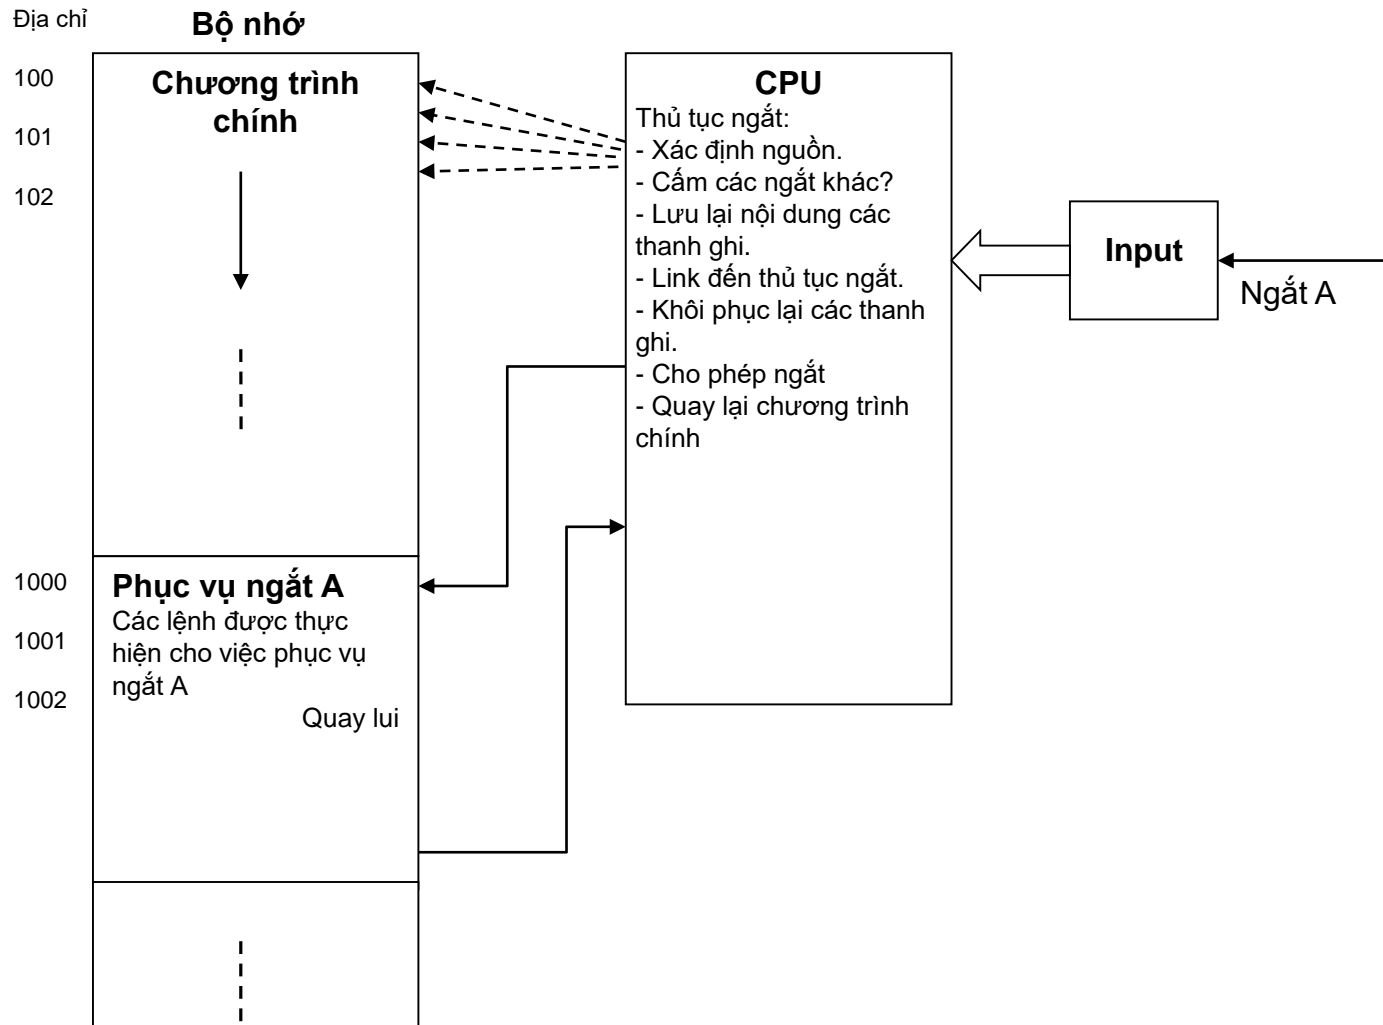 Địa chỉ
Bộ nhớ
100
101
102
Chương trình
chính
CPU
Thủ tục ngắt:
- Xác định nguồn.
- Cấm các ngắt khác?
- Lưu lại nội dung các
thanh ghi.
- Link đến thủ tục ngắt.
- Khôi phục lại các thanh
ghi.
- Cho phép ngắt
- Quay lại chương trình
chính
Input
Ngắt A
1000
1001
1002
Phục vụ ngắt A
Các lệnh được thực
hiện cho việc phục vụ
ngắt A
Quay lui